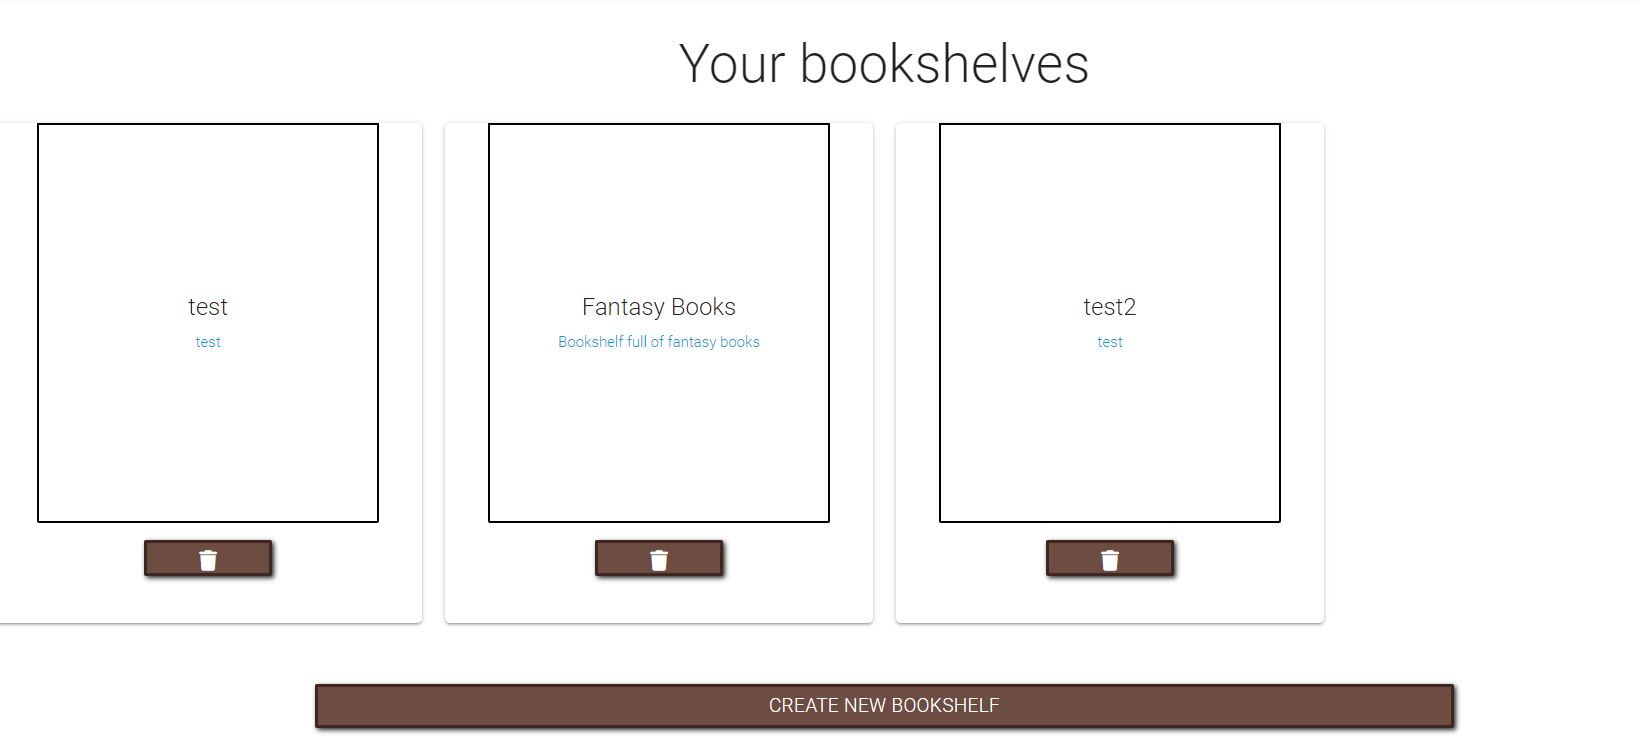 Your bookshelves
test
test
Fantasy Books
Bookshelf full of fantasy books
test2
test
CREATE NEW BOOKSHELF